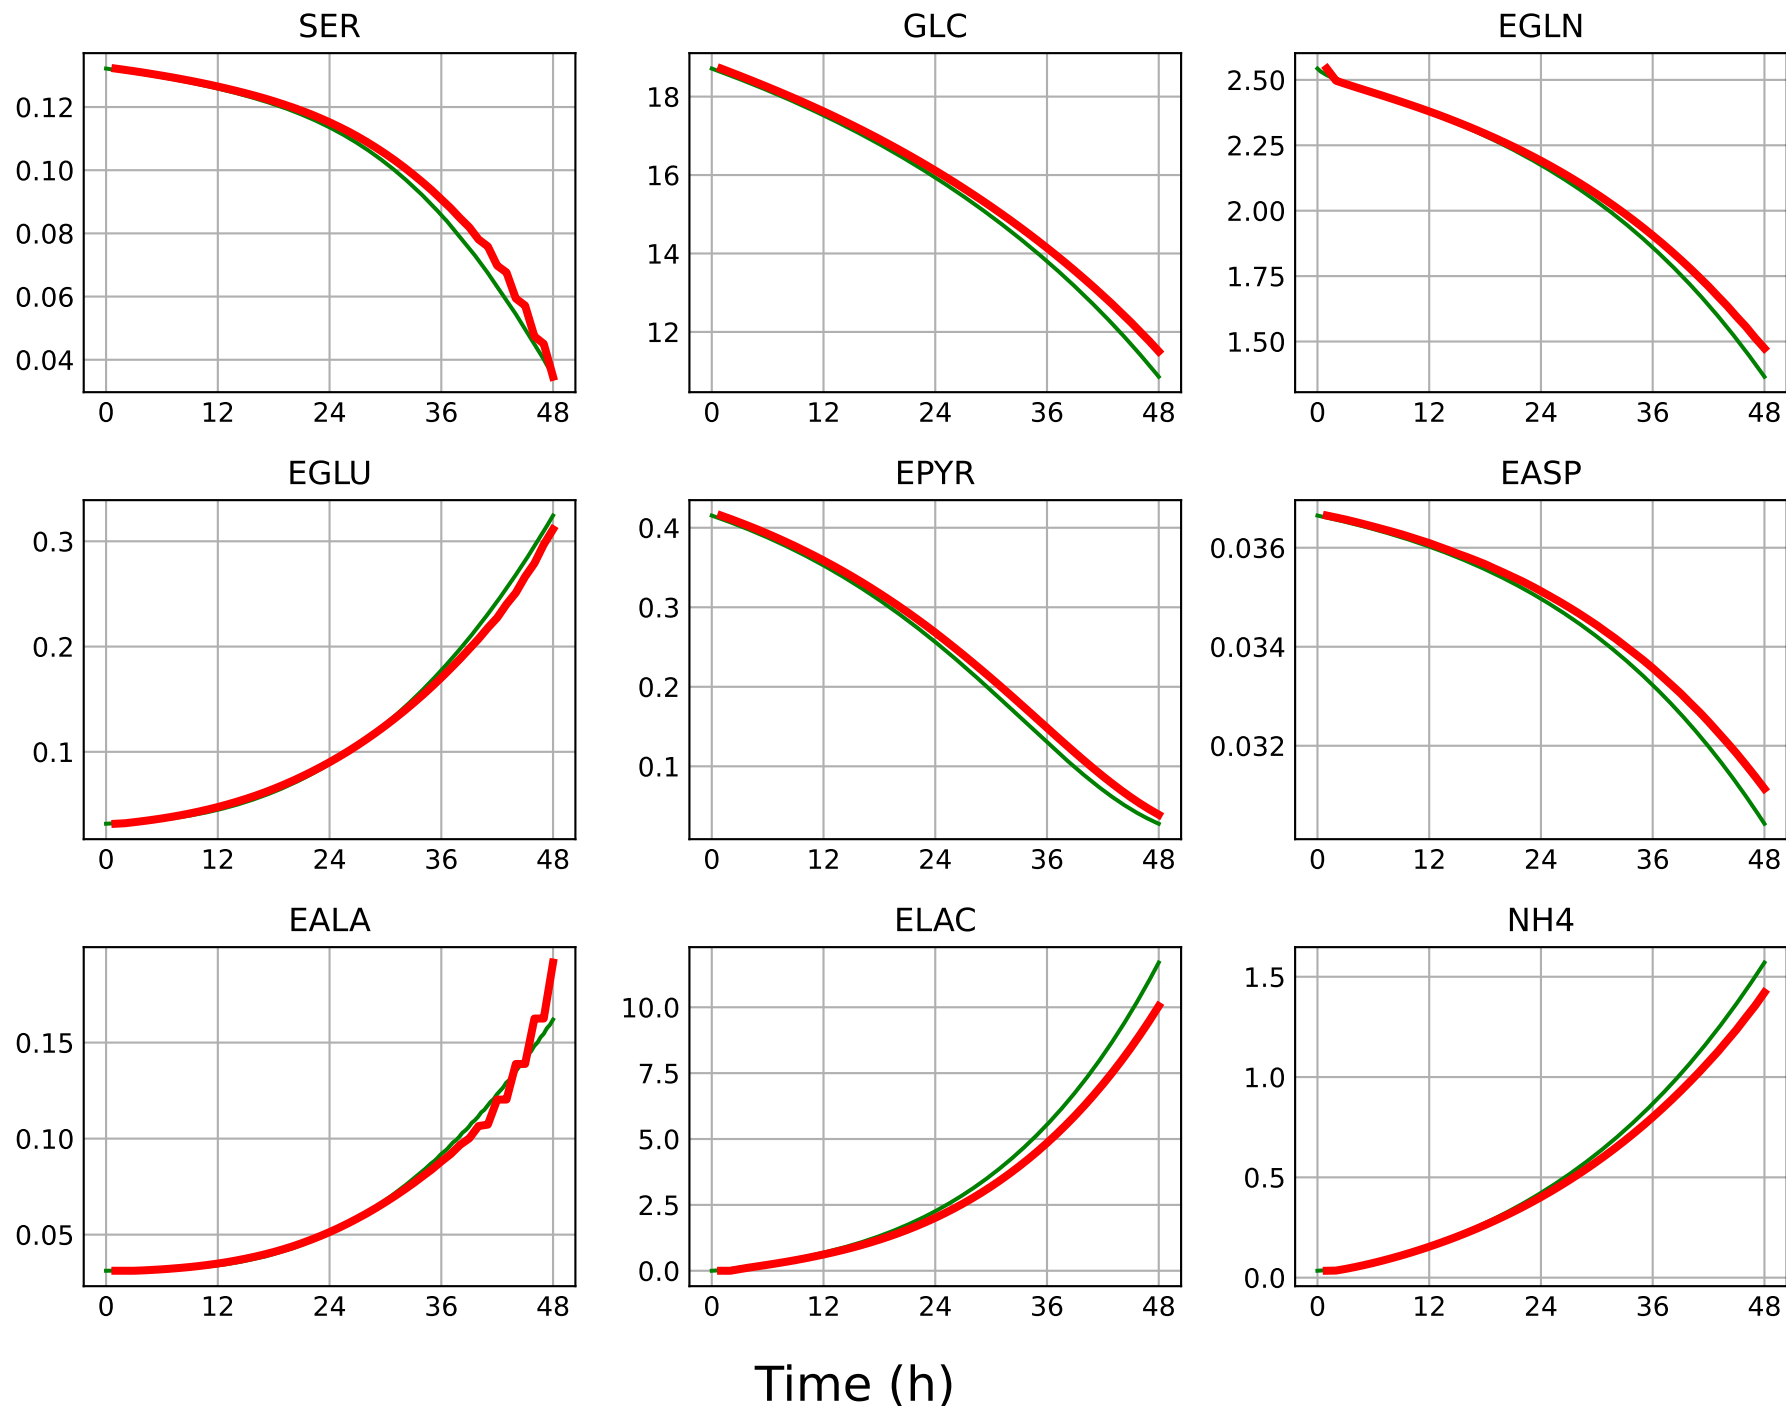 SER GLC EGLN
0.12 0.10 0.08 0.06 0.04
18 16 14 12
2.50 2.25 2.00 1.75 1.50
0 12 24 36 48 0 12 24 36 48 0 12 24 36 48
EGLU EPYR EASP
0.3 0.2 0.1
0.4 0.3 0.2 0.1
0.036 0.034 0.032
0 12 24 36 48 0 12 24 36 48 0 12 24 36 48
EALA ELAC NH4
0.15 0.10 0.05
10.0 7.5 5.0 2.5 0.0
1.5 1.0 0.5 0.0
0 12 24 36 48 0 12 24 36 48 0 12 24 36 48
Time (h)